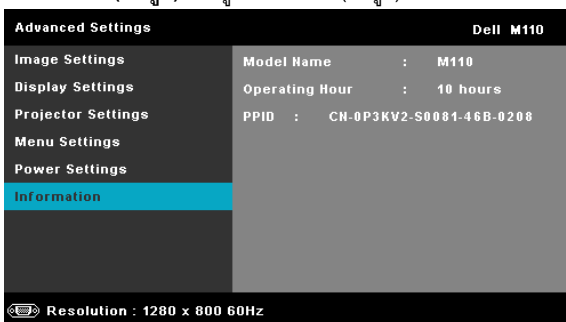 Advanced Settings Dell M110
Image Settings
Model Name : M110
Display Settings
Operating Hour : 10 hours
Projector Settings
PPID : CN-0P3KV2-S0081-46B-0208
Menu Settings
Power Settings
Information
Resolution : 1280 x 800 60Hz